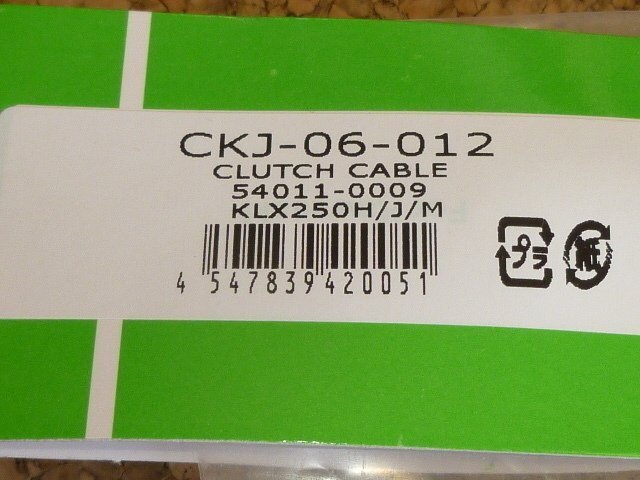 CKJ-06-012
CLUTCH CABLE
54011-0009
KLX250H/J/M
4 547839 420051
プラ
紙